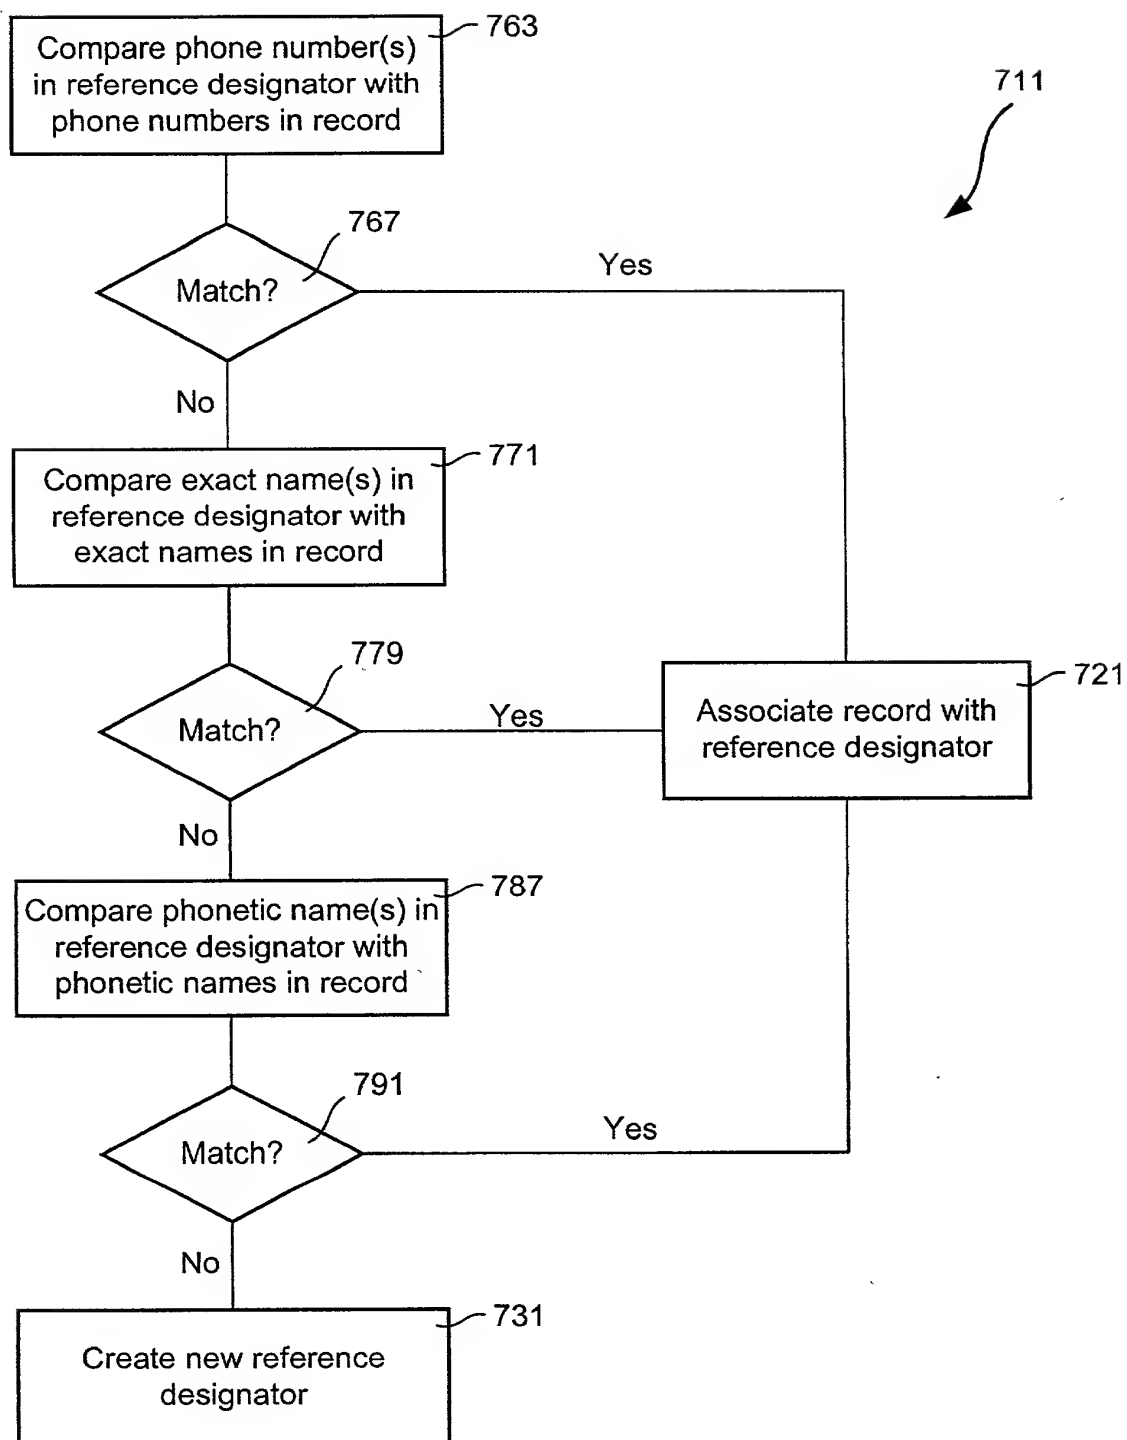 763
Compare phone number(s)
in reference designator with
phone numbers in record
711
767
Match?
Yes
No
771
Compare exact name(s) in
reference designator with
exact names in record
779
Match?
Yes
721
Associate record with
reference designator
No
787
Compare phonetic name(s) in
reference designator with
phonetic names in record
791
Match?
Yes
No
731
Create new reference
designator